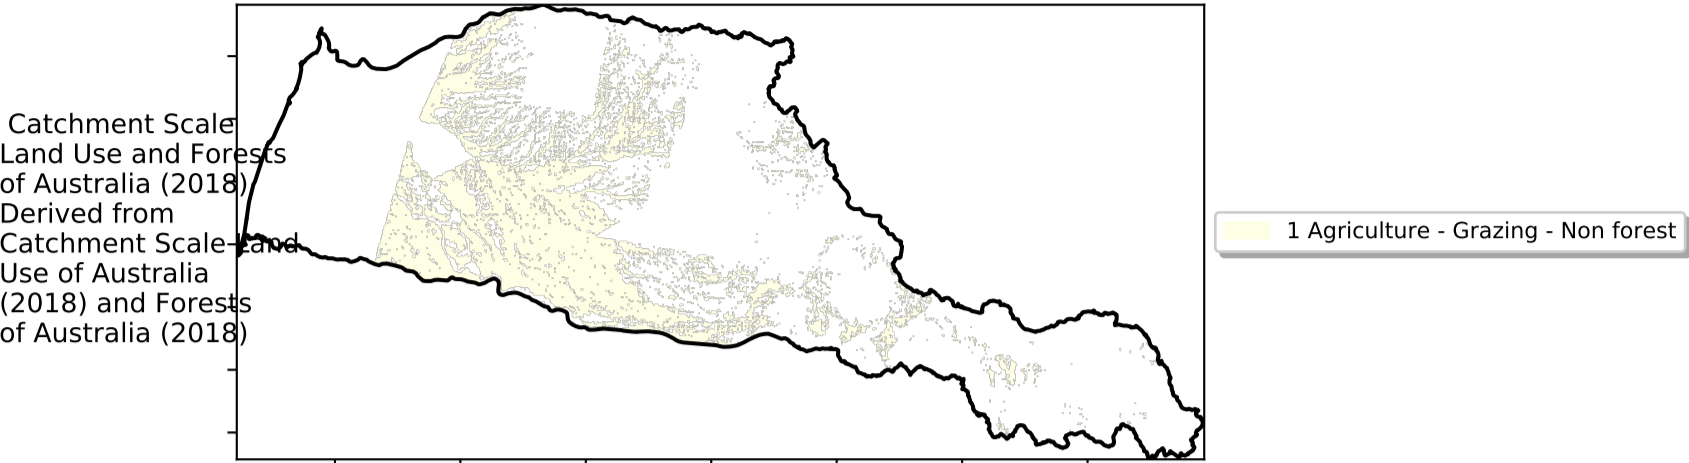 Catchment Scale
Land Use and Forests
of Australia (2018)
Derived from
Catchment Scale Land
Use of Australia
(2018) and Forests
of Australia (2018)
1 Agriculture - Grazing - Non forest